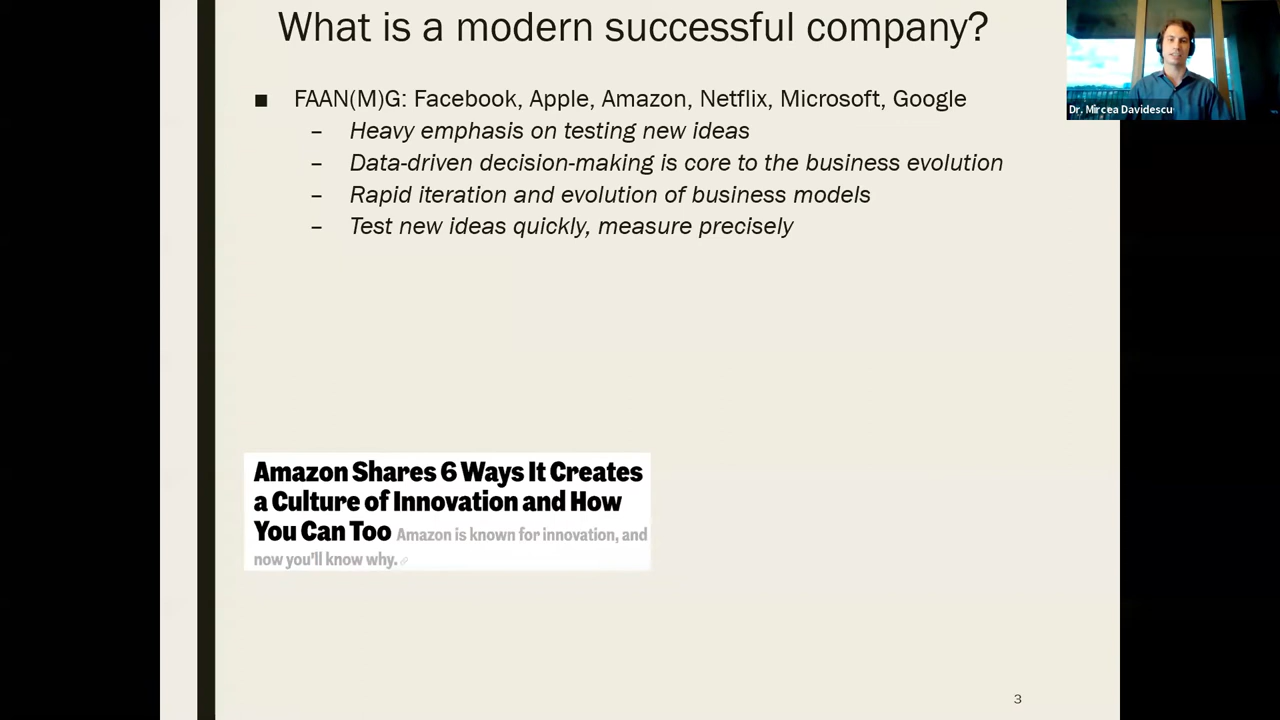 What is a modern successful company?
Dr. Mircea Davidescu
■ FAAN(M)G: Facebook, Apple, Amazon, Netflix, Microsoft, Google
– Heavy emphasis on testing new ideas
– Data-driven decision-making is core to the business evolution
– Rapid iteration and evolution of business models
– Test new ideas quickly, measure precisely
Amazon Shares 6 Ways It Creates
a Culture of Innovation and How
You Can Too Amazon is known for innovation, and
now you'll know why.
3